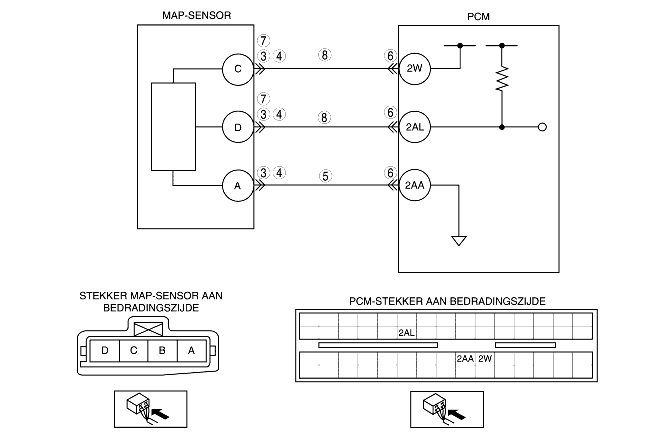 MAP-SENSOR PCM
7
3 4 8 6
C 2W
7
3 4 8 6
D 2AL
3 4 5 6
A 2AA
STEKKER MAP-SENSOR AAN
BEDRADINGSZIJDE
D C B A
PCM-STEKKER AAN BEDRADINGSZIJDE
2AL
2AA 2W